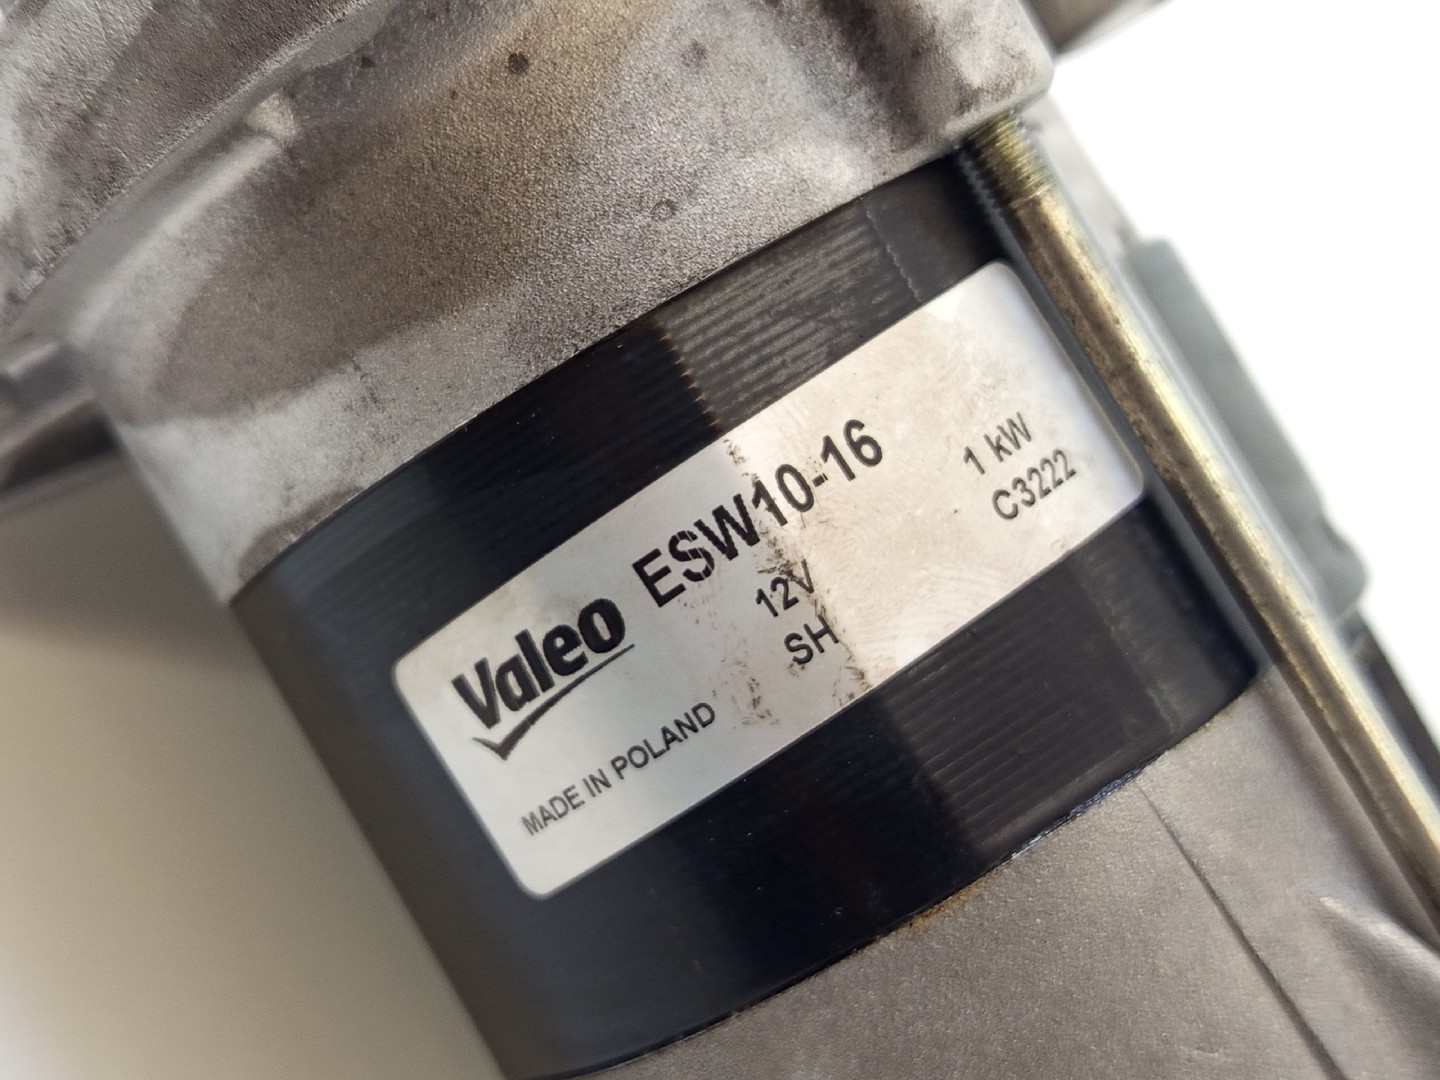 Valeo ESW10-16 1 kW
12V C3222
SH
MADE IN POLAND